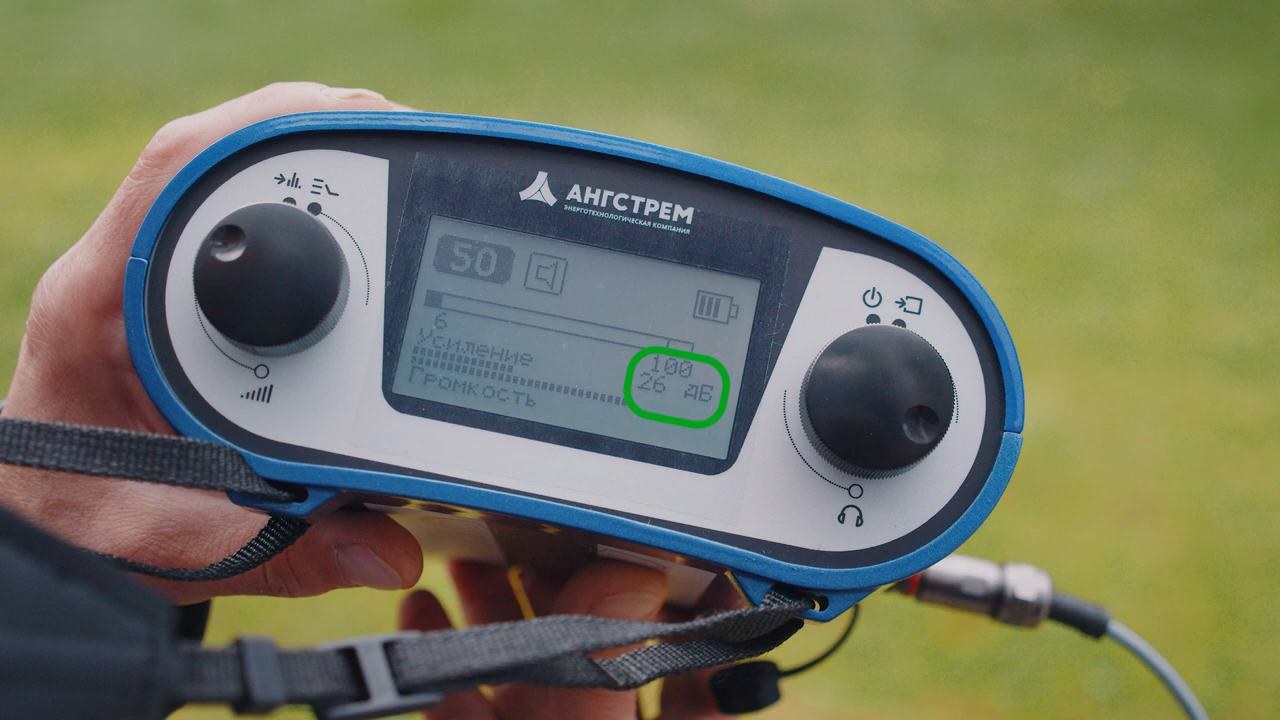 АНГСТРЕМ
ЭНЕРГОТЕХНОЛОГИЧЕСКАЯ КОМПАНИЯ
50
6 100
Усиление 26 дБ
Громкость